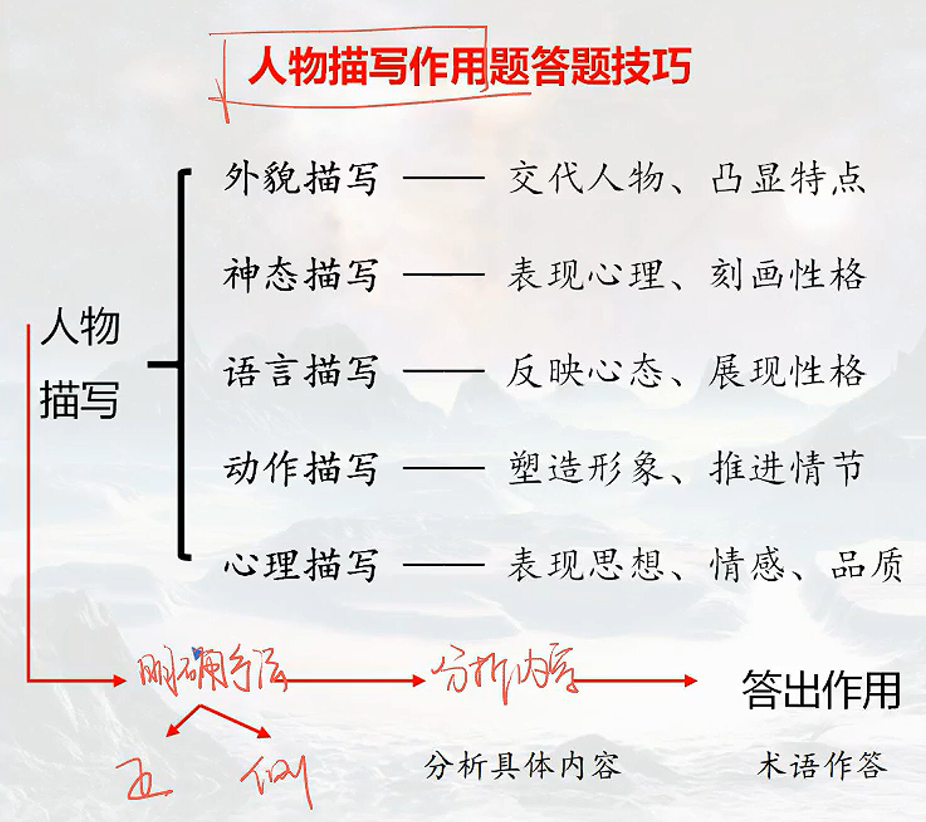 人物描写作用题答题技巧
外貌描写 —— 交代人物、凸显特点
神态描写 —— 表现心理、刻画性格
人物
描写
语言描写 —— 反映心态、展现性格
动作描写 —— 塑造形象、推进情节
心理描写 —— 表现思想、情感、品质
明确手法 分析内容 答出作用
五 例 分析具体内容 术语作答